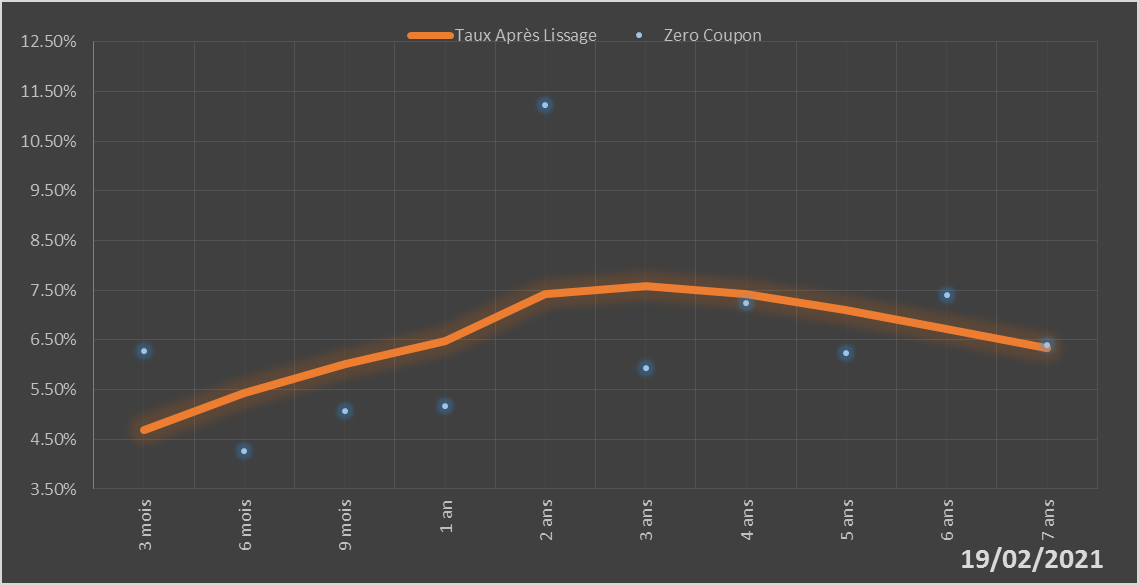 Taux Après Lissage Zero Coupon
12.50%
11.50%
10.50%
9.50%
8.50%
7.50%
6.50%
5.50%
4.50%
3.50%
3 mois
6 mois
9 mois
1 an
2 ans
3 ans
4 ans
5 ans
6 ans
7 ans
19/02/2021